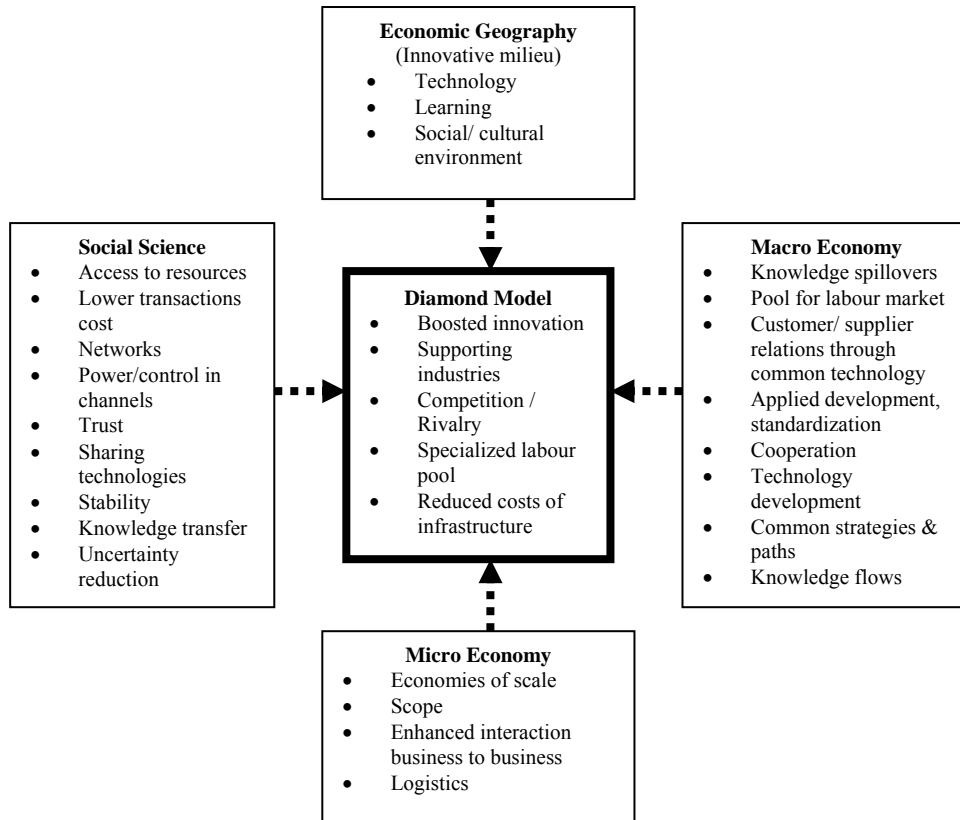 Economic Geography
(Innovative milieu)
• Technology
• Learning
• Social/ cultural
environment
Social Science
• Access to resources
• Lower transactions
cost
• Networks
• Power/control in
channels
• Trust
• Sharing
technologies
• Stability
• Knowledge transfer
• Uncertainty
reduction
Diamond Model
• Boosted innovation
• Supporting
industries
• Competition /
Rivalry
• Specialized labour
pool
• Reduced costs of
infrastructure
Macro Economy
• Knowledge spillovers
• Pool for labour market
• Customer/ supplier
relations through
common technology
• Applied development,
standardization
• Cooperation
• Technology
development
• Common strategies &
paths
• Knowledge flows
Micro Economy
• Economies of scale
• Scope
• Enhanced interaction
business to business
• Logistics